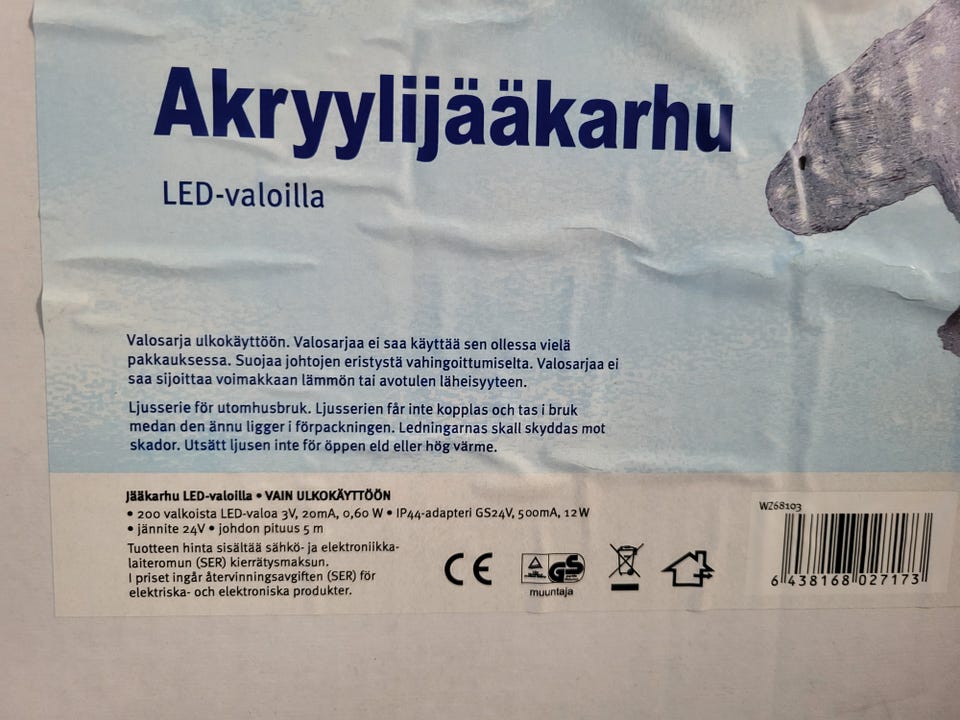 Akryylijääkarhu
LED-valoilla
Valosarja ulkokäyttöön. Valosarjaa ei saa käyttää sen ollessa vielä
pakkauksessa. Suojaa johtojen eristystä vahingoittumiselta. Valosarjaa ei
saa sijoittaa voimakkaan lämmön tai avotulen läheisyyteen.
Ljusserie för utomhusbruk. Ljusserien får inte kopplas och tas i bruk
medan den ännu ligger i förpackningen. Ledningarnas skall skyddas mot
skador. Utsätt ljusen inte för öppen eld eller hög värme.
Jääkarhu LED-valoilla • VAIN ULKOKÄYTTÖÖN
• 200 valkoista LED-valoa 3V, 20mA, 0,60 W • IP44-adapteri GS24V, 500mA, 12W
• jännite 24V • johdon pituus 5 m
Tuotteen hinta sisältää sähkö- ja elektroniikka-
laiteromun (SER) kierrätysmaksun.
I priset ingår återvinningsavgiften (SER) för
elektriska- och elektroniska produkter.
CE
GS
muuntaja
WZ68103
6 438168 027173